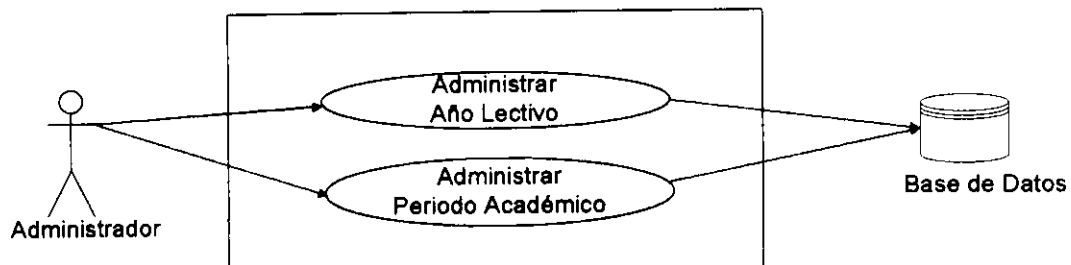 Administrar
Año Lectivo
Administrar
Periodo Académico
Administrador
Base de Datos